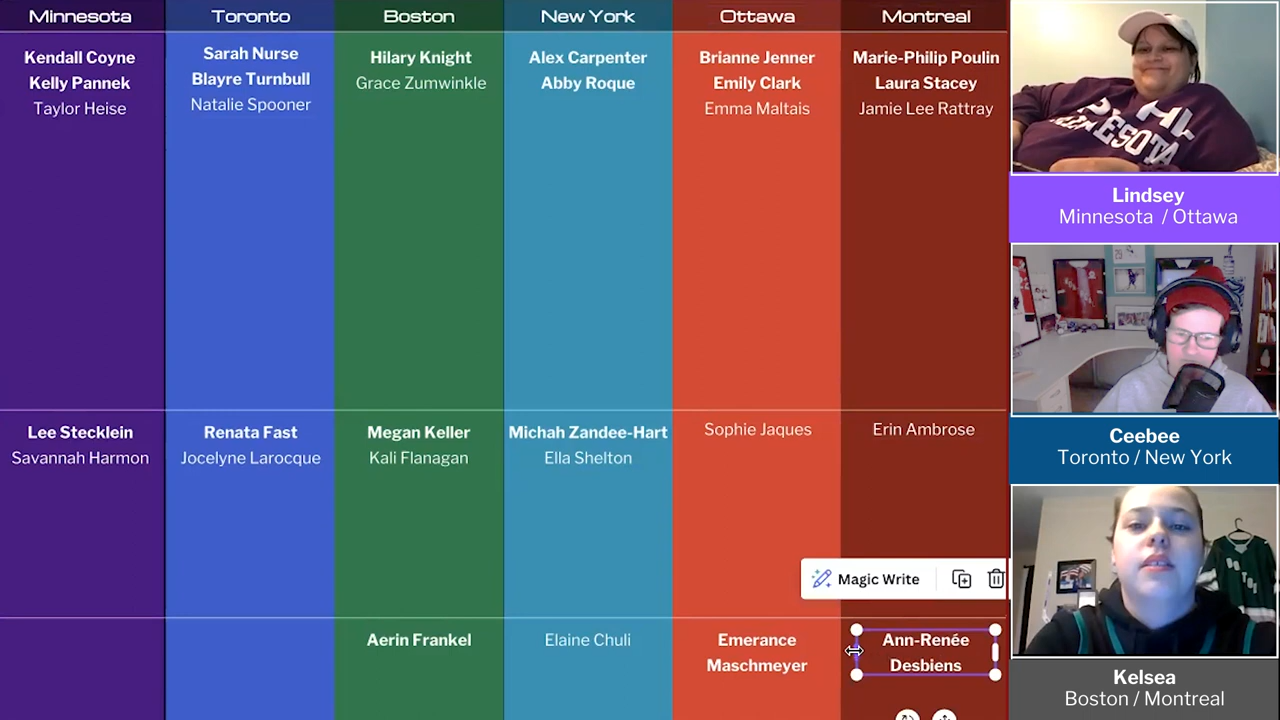 Minnesota
Toronto
Boston
New York
Ottawa
Montreal
Kendall Coyne
Kelly Pannek
Taylor Heise
Sarah Nurse
Blayre Turnbull
Natalie Spooner
Hilary Knight
Grace Zumwinkle
Alex Carpenter
Abby Roque
Brianne Jenner
Emily Clark
Emma Maltais
Marie-Philip Poulin
Laura Stacey
Jamie Lee Rattray
Lee Stecklein
Savannah Harmon
Renata Fast
Jocelyne Larocque
Megan Keller
Kali Flanagan
Michah Zandee-Hart
Ella Shelton
Sophie Jaques
Erin Ambrose
Magic Write
Aerin Frankel
Elaine Chuli
Emerance
Maschmeyer
Ann-Renée
Desbiens
Lindsey
Minnesota / Ottawa
Ceebee
Toronto / New York
Kelsea
Boston / Montreal